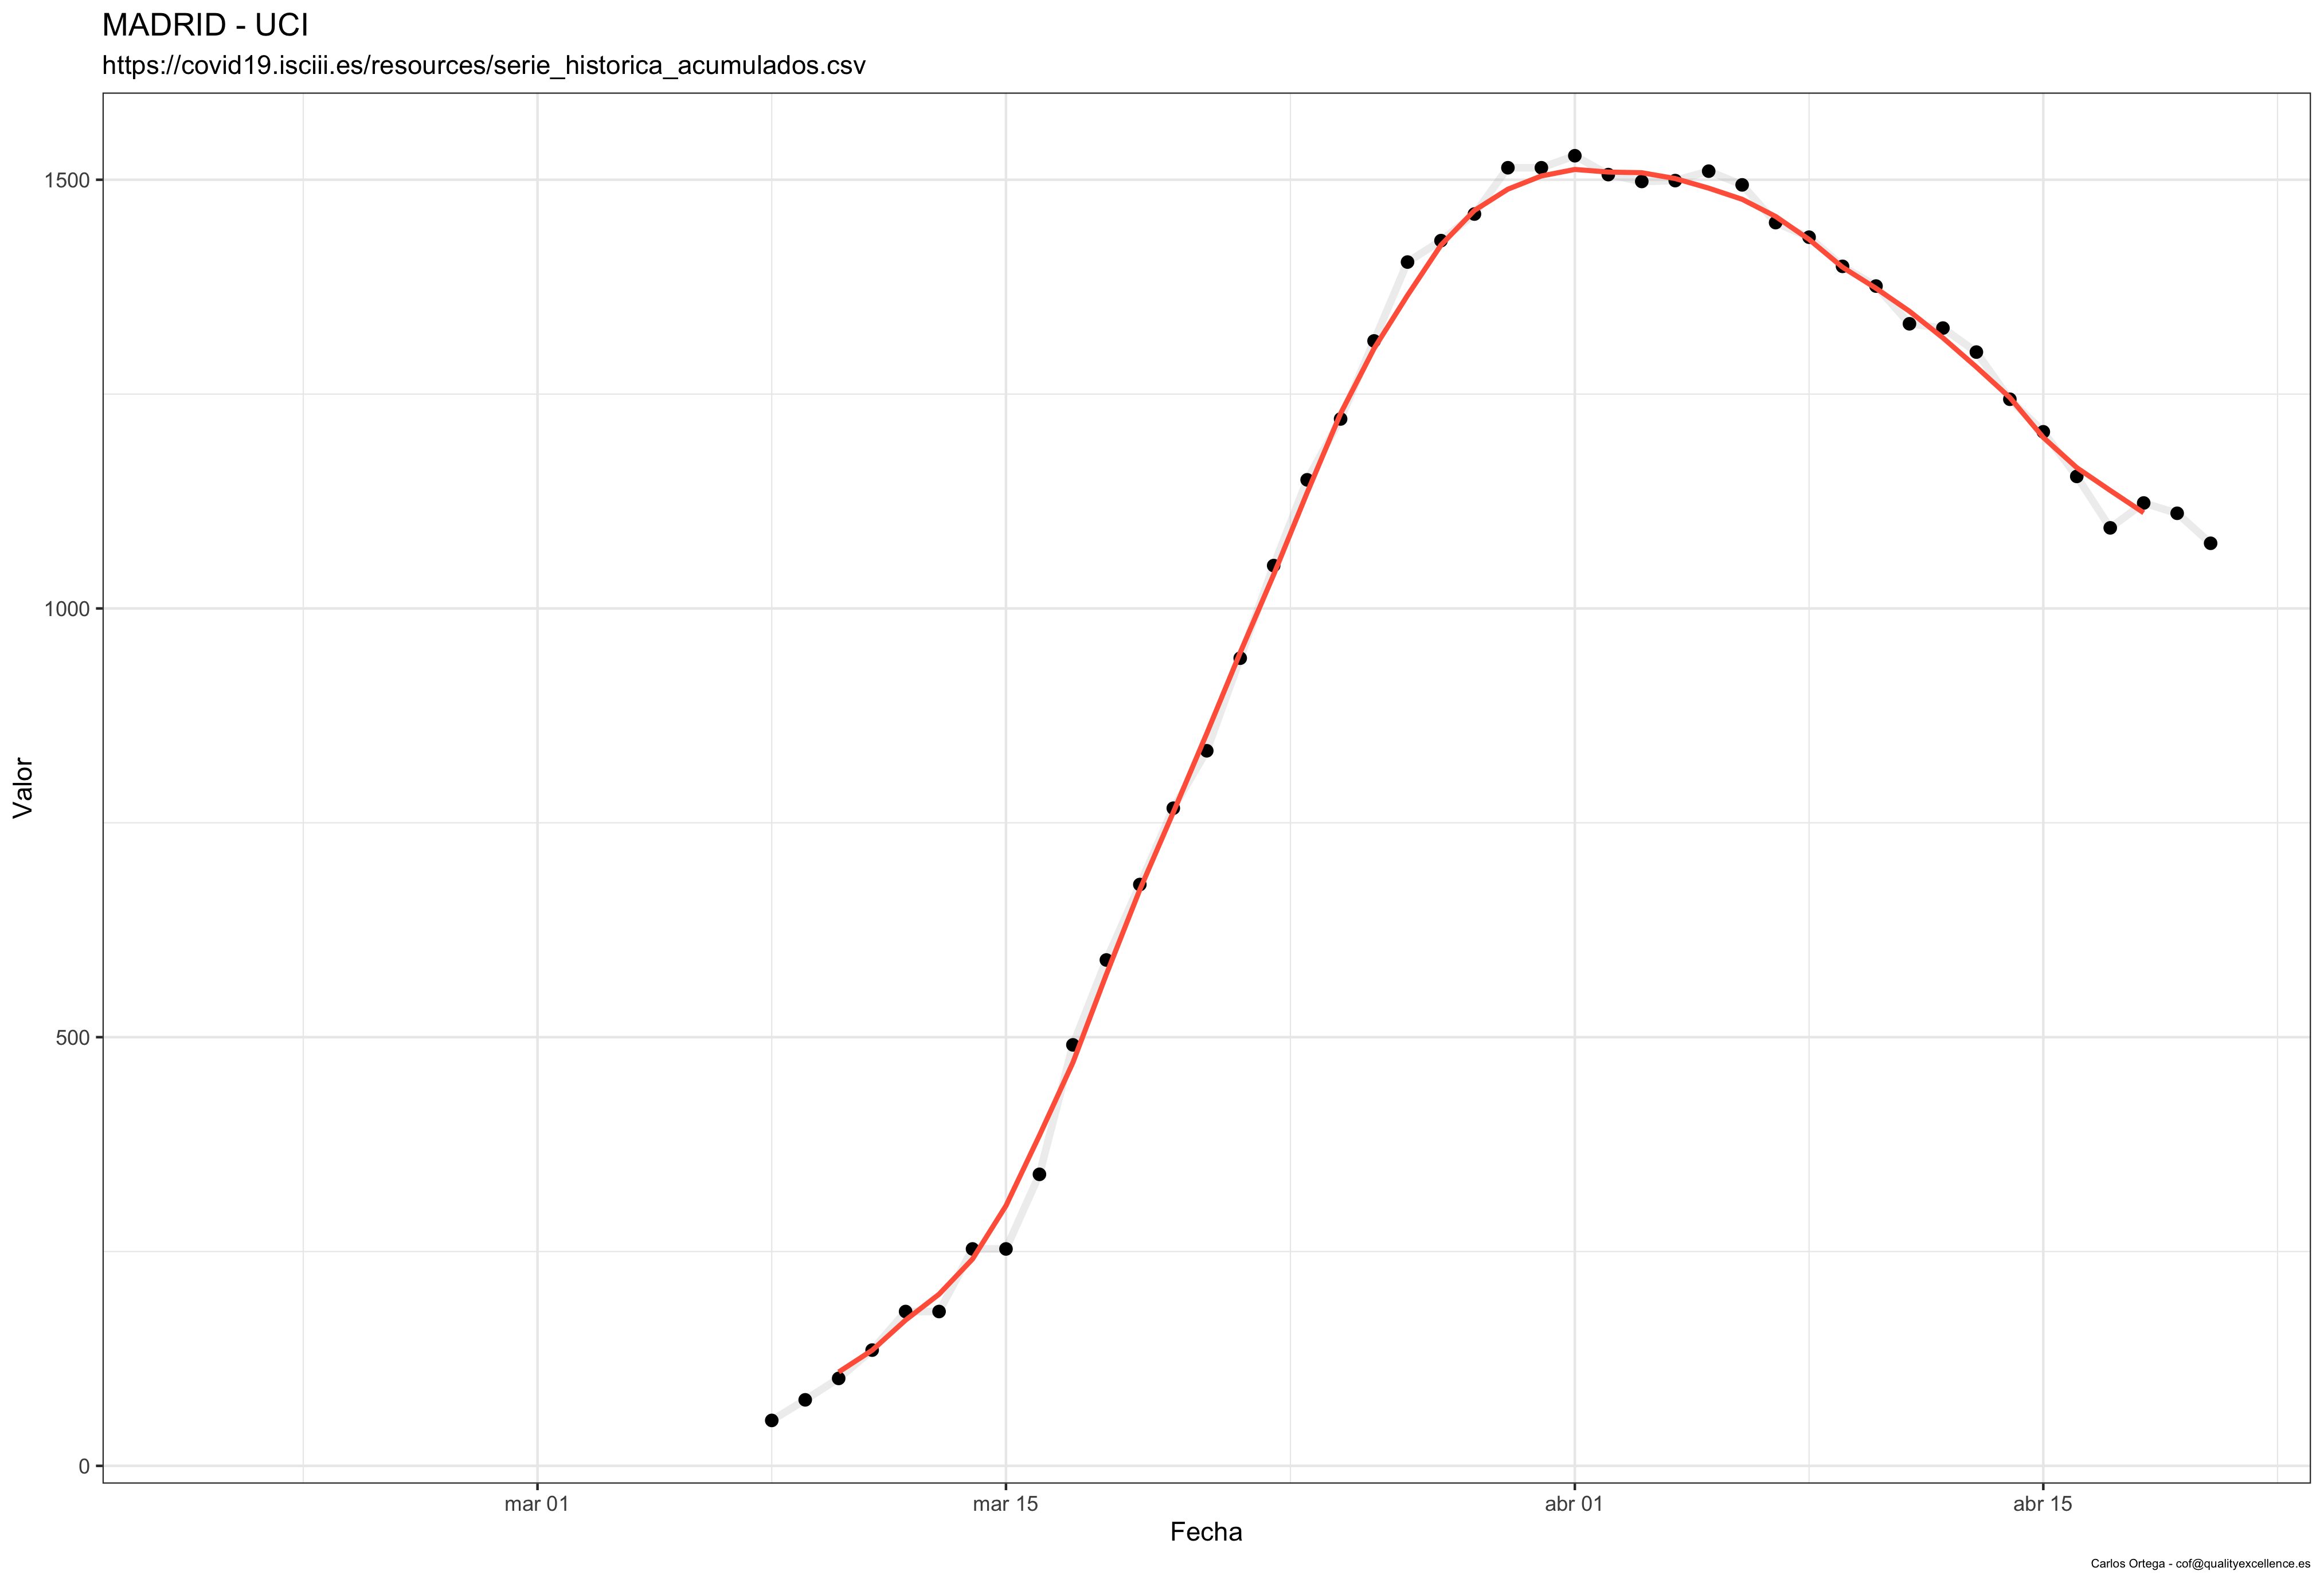 MADRID - UCI
https://covid19.isciii.es/resources/serie_historica_acumulados.csv
1500
1000
500
0
Valor
mar 01
mar 15
abr 01
abr 15
Fecha
Carlos Ortega - cof@qualityexcellence.es